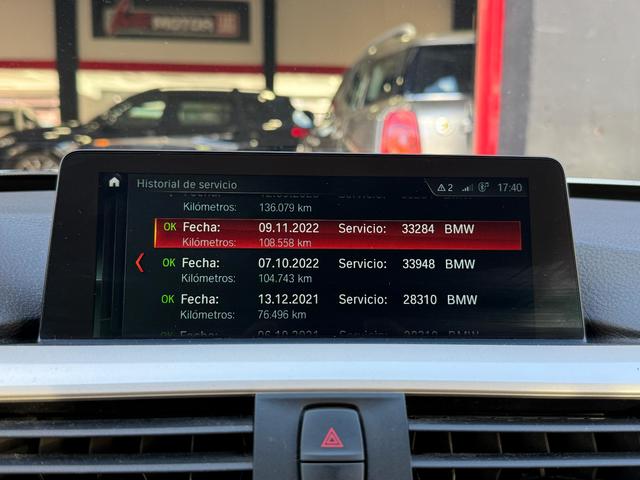 MOTOR
Historial de servicio 2 17:40
Kilómetros: 136.079 km
OK Fecha: 09.11.2022 Servicio: 33284 BMW
Kilómetros: 108.558 km
OK Fecha: 07.10.2022 Servicio: 33948 BMW
Kilómetros: 104.743 km
OK Fecha: 13.12.2021 Servicio: 28310 BMW
Kilómetros: 76.496 km